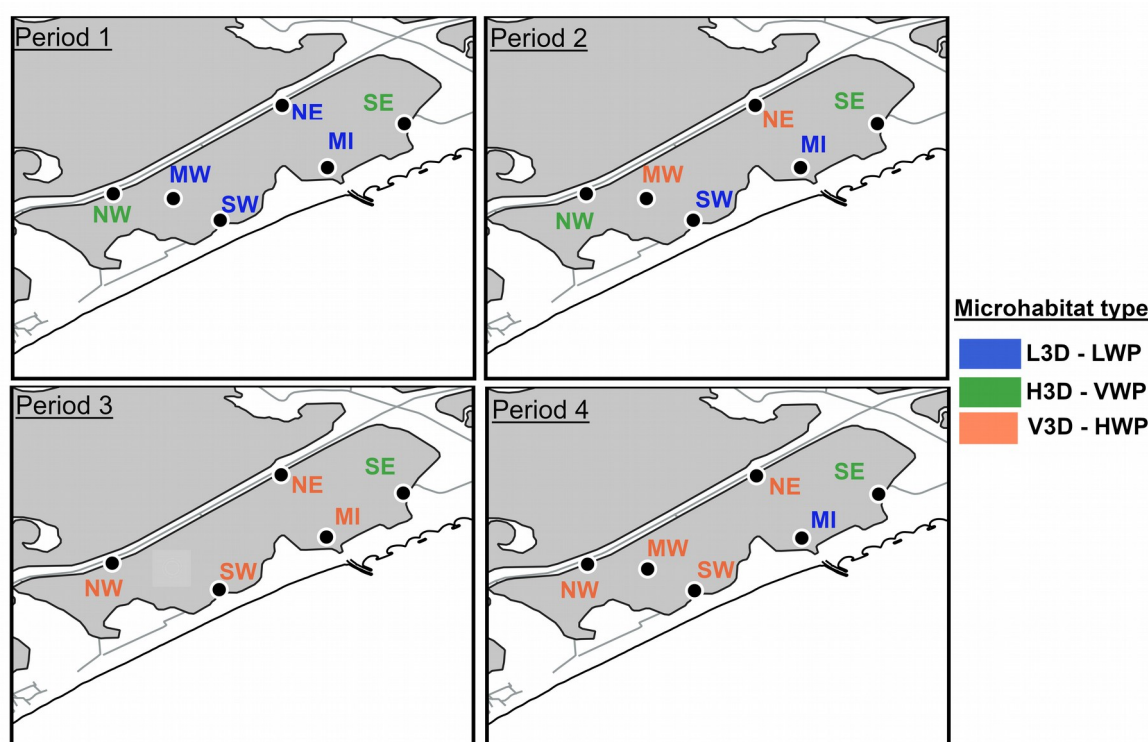 Period 1
NE
SE
MI
MW
NW
SW
Period 2
NE
SE
MI
MW
NW
SW
Microhabitat type
L3D - LWP
H3D - VWP
V3D - HWP
Period 3
SE
NE
MI
NW
SW
Period 4
SE
NE
MI
MW
NW
SW